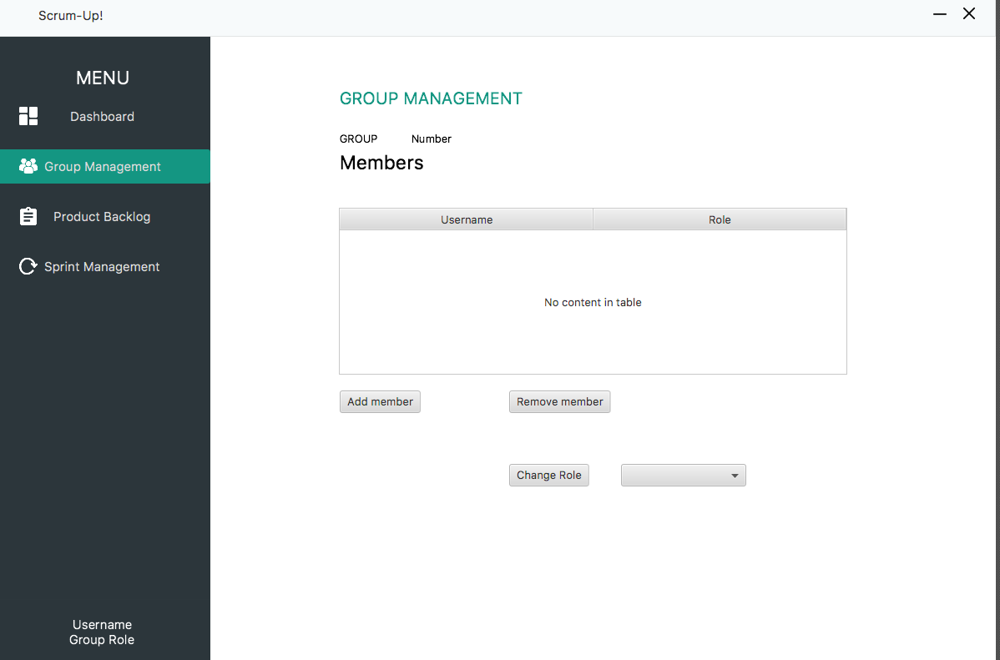 Scrum-Up!
MENU
Dashboard
Group Management
Product Backlog
Sprint Management
Username
Group Role
GROUP MANAGEMENT
GROUP Number
Members
Username Role
No content in table
Add member Remove member
Change Role